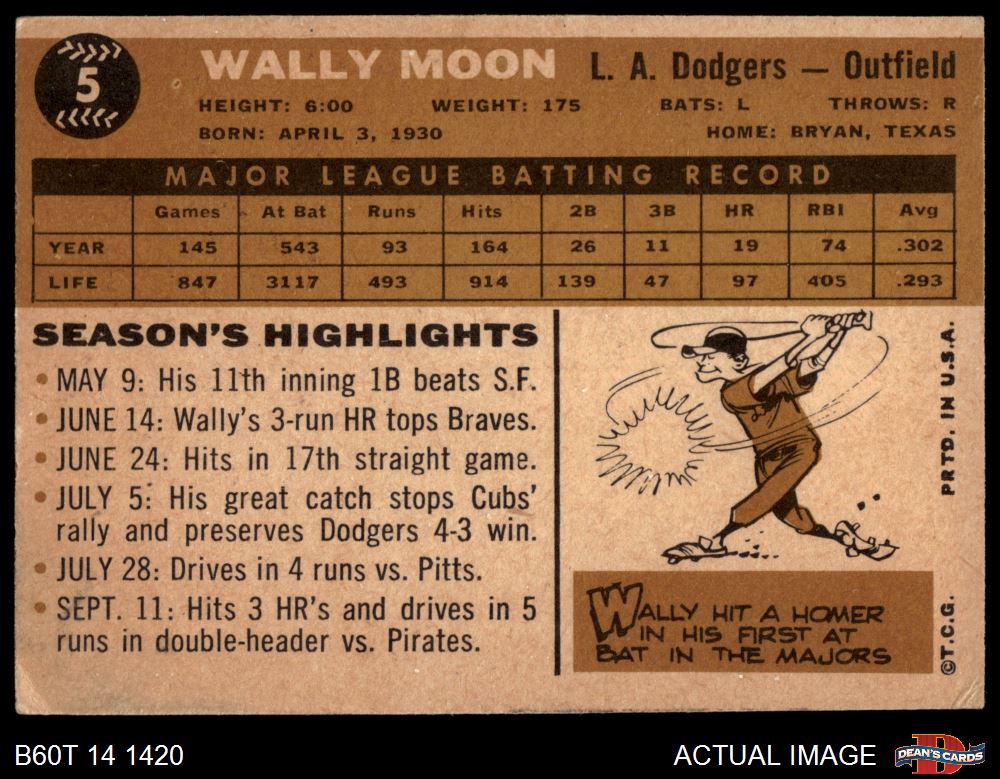 5
WALLY MOON L. A. Dodgers — Outfield
HEIGHT: 6:00 WEIGHT: 175 BATS: L THROWS: R
BORN: APRIL 3, 1930 HOME: BRYAN, TEXAS
MAJOR LEAGUE BATTING RECORD
Games At Bat Runs Hits 2B 3B HR RBI Avg
YEAR 145 543 93 164 26 11 19 74 .302
LIFE 847 3117 493 914 139 47 97 405 .293
SEASON'S HIGHLIGHTS
• MAY 9: His 11th inning 1B beats S.F.
• JUNE 14: Wally's 3-run HR tops Braves.
• JUNE 24: Hits in 17th straight game.
• JULY 5: His great catch stops Cubs'
rally and preserves Dodgers 4-3 win.
• JULY 28: Drives in 4 runs vs. Pitts.
• SEPT. 11: Hits 3 HR's and drives in 5
runs in double-header vs. Pirates.
WALLY HIT A HOMER
IN HIS FIRST AT
BAT IN THE MAJORS
©T.C.G. PRTD. IN U.S.A.
B60T 14 1420 ACTUAL IMAGE DEAN'S CARDS